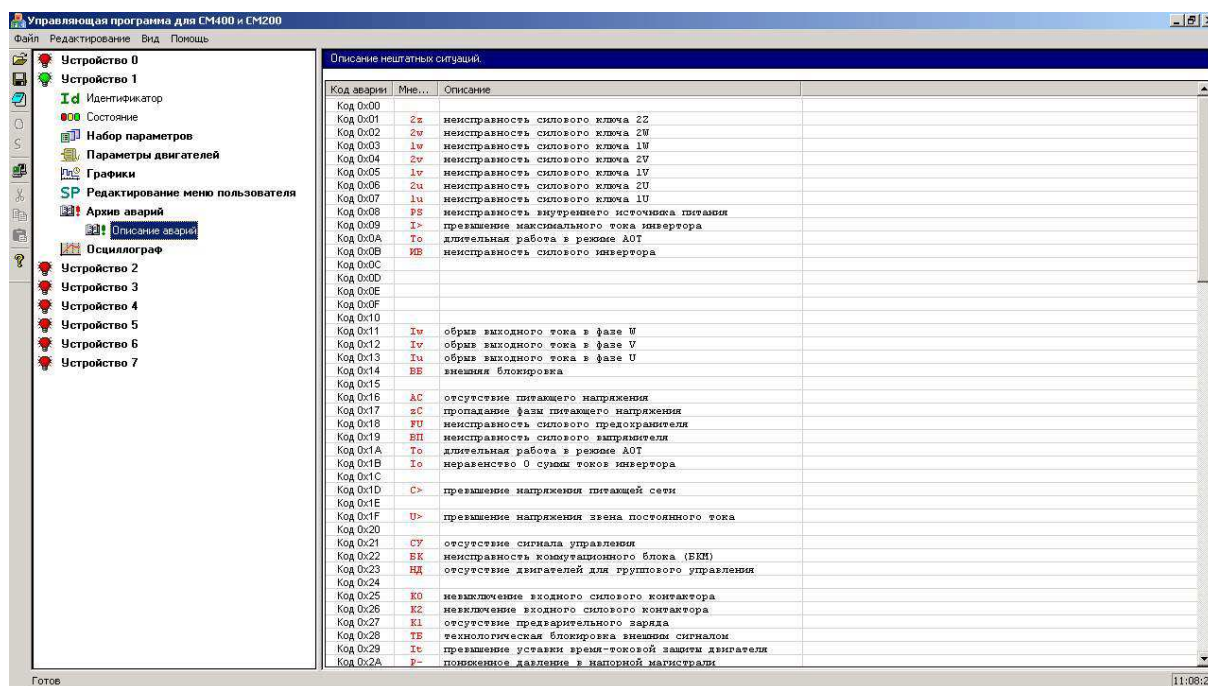 Управляющая программа для СМ400 и СМ200
Файл Редактирование Вид Помощь
Устройство 0
Устройство 1
Id Идентификатор
Состояние
Набор параметров
Параметры двигателей
Графики
SP Редактирование меню пользователя
Архив аварий
Описание аварий
Осциллограф
Устройство 2
Устройство 3
Устройство 4
Устройство 5
Устройство 6
Устройство 7
Описание нештатных ситуаций.
Код аварии Мне... Описание
Код 0x00
Код 0x01 2z неисправность силового ключа 2Z
Код 0x02 2w неисправность силового ключа 2W
Код 0x03 1w неисправность силового ключа 1W
Код 0x04 2v неисправность силового ключа 2V
Код 0x05 1v неисправность силового ключа 1V
Код 0x06 2u неисправность силового ключа 2U
Код 0x07 1u неисправность силового ключа 1U
Код 0x08 PS неисправность внутреннего источника питания
Код 0x09 I> превышение максимального тока инвертора
Код 0x0A To длительная работа в режиме АОТ
Код 0x0B ИВ неисправность силового инвертора
Код 0x0C
Код 0x0D
Код 0x0E
Код 0x0F
Код 0x10
Код 0x11 Iw обрыв выходного тока в фазе W
Код 0x12 Iv обрыв выходного тока в фазе V
Код 0x13 Iu обрыв выходного тока в фазе U
Код 0x14 ВБ внешняя блокировка
Код 0x15
Код 0x16 AC отсутствие питающего напряжения
Код 0x17 zC пропадание фазы питающего напряжения
Код 0x18 FU неисправность силового предохранителя
Код 0x19 ВП неисправность силового выпрямителя
Код 0x1A To длительная работа в режиме АОТ
Код 0x1B Io неравенство 0 суммы токов инвертора
Код 0x1C
Код 0x1D C> превышение напряжения питающей сети
Код 0x1E
Код 0x1F U> превышение напряжения звена постоянного тока
Код 0x20
Код 0x21 СУ отсутствие сигнала управления
Код 0x22 БК неисправность коммутационного блока (БКМ)
Код 0x23 НД отсутствие двигателей для группового управления
Код 0x24
Код 0x25 К0 невыключение входного силового контактора
Код 0x26 К2 невключение входного силового контактора
Код 0x27 К1 отсутствие предварительного заряда
Код 0x28 ТБ технологическая блокировка внешним сигналом
Код 0x29 It превышение уставки время-токовой защиты двигателя
Код 0x2A P- пониженное давление в напорной магистрали
Готов
11:08:2